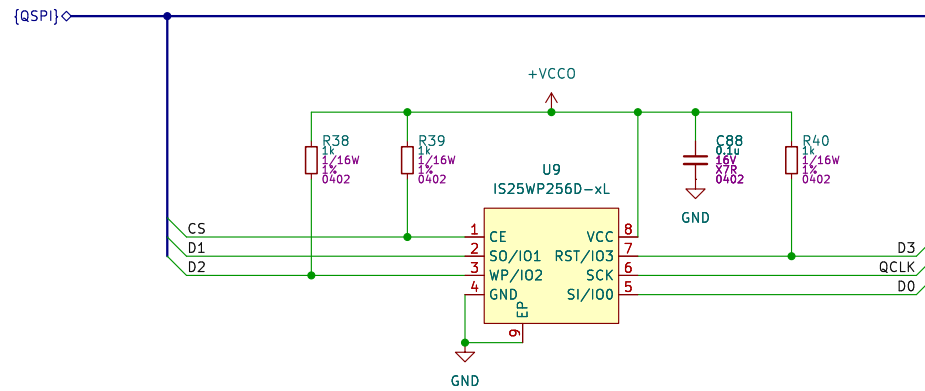 {QSPI}
+VCCO
R38
1k
1/16W
1%
0402
R39
1k
1/16W
1%
0402
C88
0.1u
16V
X7R
0402
R40
1k
1/16W
1%
0402
U9
IS25WP256D-xL
GND
CS
1
CE
VCC
8
D1
2
SO/IO1
RST/IO3
7
D3
D2
3
WP/IO2
SCK
6
QCLK
4
GND
SI/IO0
5
D0
EP
9
GND